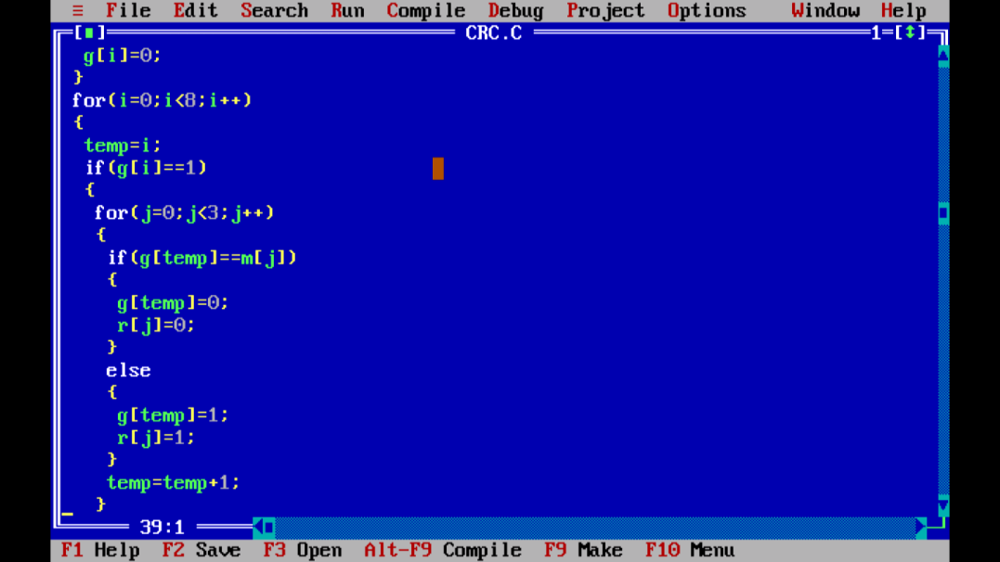 ≡ File Edit Search Run Compile Debug Project Options Window Help
[■] CRC.C 1=[↕]
g[i]=0;
}
for(i=0;i<8;i++)
{
temp=i;
if(g[i]==1)
{
for(j=0;j<3;j++)
{
if(g[temp]==m[j])
{
g[temp]=0;
r[j]=0;
}
else
{
g[temp]=1;
r[j]=1;
}
temp=temp+1;
}
39:1
F1 Help F2 Save F3 Open Alt-F9 Compile F9 Make F10 Menu